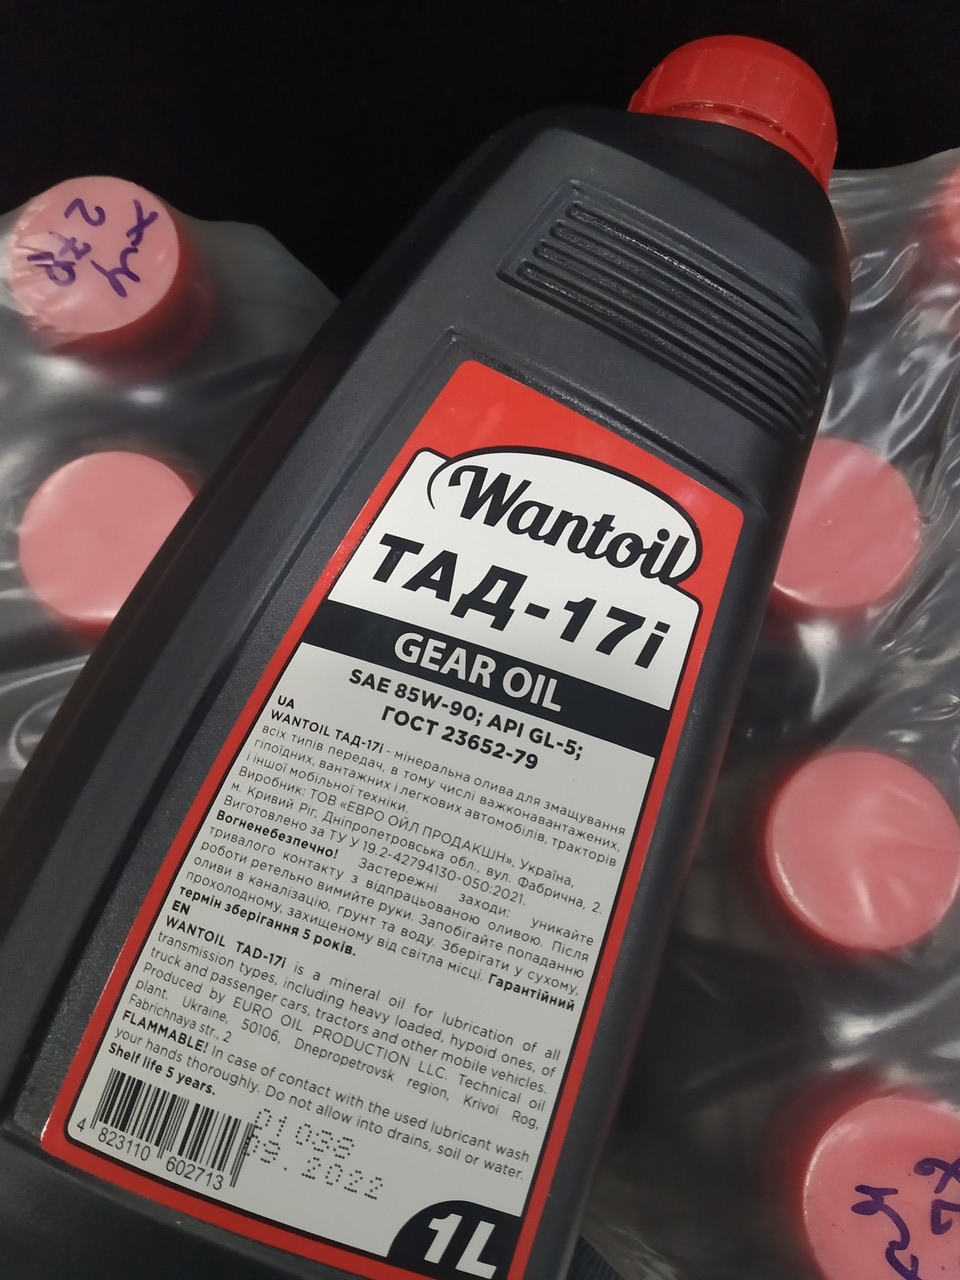 Wantoil
ТАД-17і
GEAR OIL
SAE 85W-90; API GL-5;
ГОСТ 23652-79
UA
WANTOIL ТАД-17і - мінеральна олива для змащування
всіх типів передач, в тому числі важконавантажених,
гіпоїдних, вантажних і легкових автомобілів, тракторів
і іншої мобільної техніки.
Виробник: ТОВ «ЕВРО ОЙЛ ПРОДАКШН», Україна,
м. Кривий Ріг, Дніпропетровська обл., вул. Фабрична, 2.
Виготовлено за ТУ У 19.2-42794130-050:2021.
Вогненебезпечно! Застережні заходи: уникайте
тривалого контакту з відпрацьованою оливою. Після
роботи ретельно вимийте руки. Запобігайте попаданню
оливи в каналізацію, грунт та воду. Зберігати у сухому,
прохолодному, захищеному від світла місці. Гарантійний
термін зберігання 5 років.
EN
WANTOIL TAD-17i is a mineral oil for lubrication of all
transmission types, including heavy loaded, hypoid ones, of
truck and passenger cars, tractors and other mobile vehicles.
Produced by EURO OIL PRODUCTION LLC. Technical oil
plant. Ukraine, 50106, Dnepropetrovsk region, Krivoi Rog,
Fabrichnaya str., 2
FLAMMABLE! In case of contact with the used lubricant wash
your hands thoroughly. Do not allow into drains, soil or water.
Shelf life 5 years.
4 823110 602713
01 088
09.2022
1L